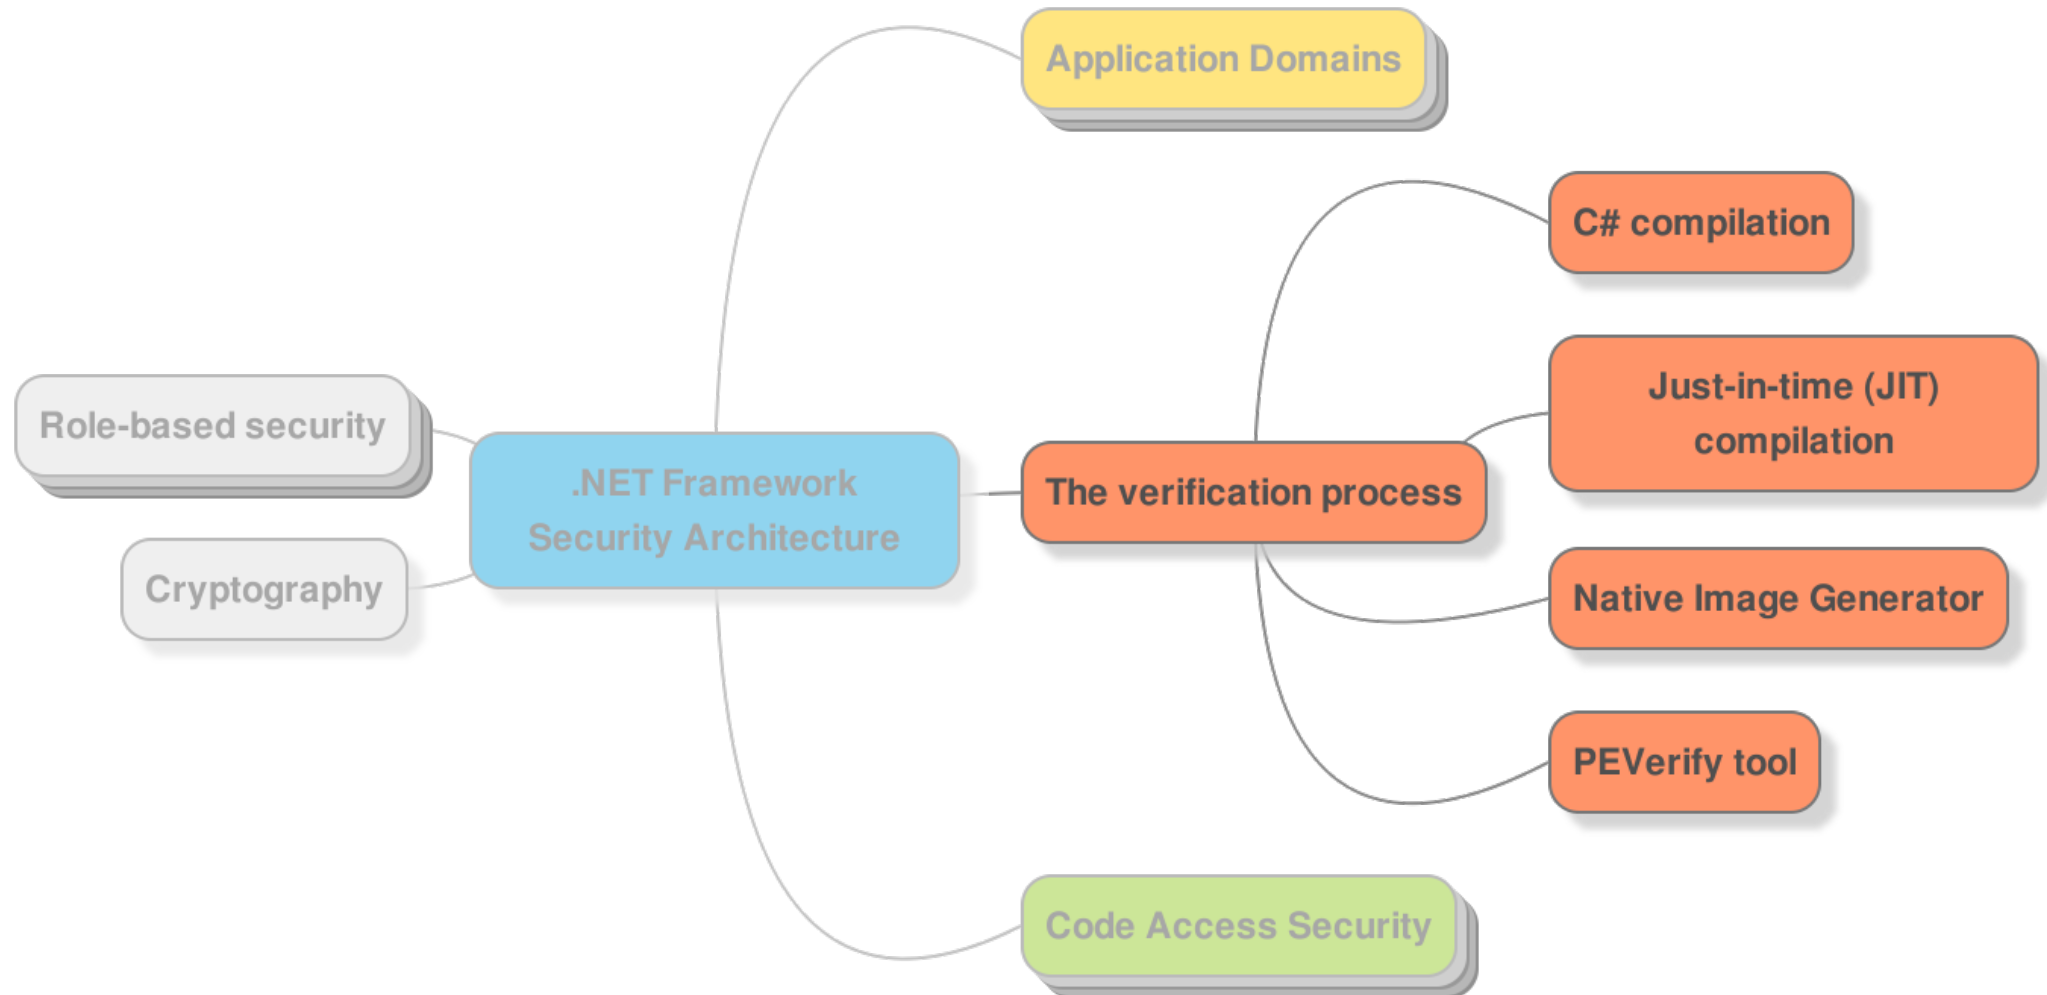 Application Domains
C# compilation
Just-in-time (JIT)
compilation
Role-based security
.NET Framework
Security Architecture
The verification process
Cryptography
Native Image Generator
PEVerify tool
Code Access Security